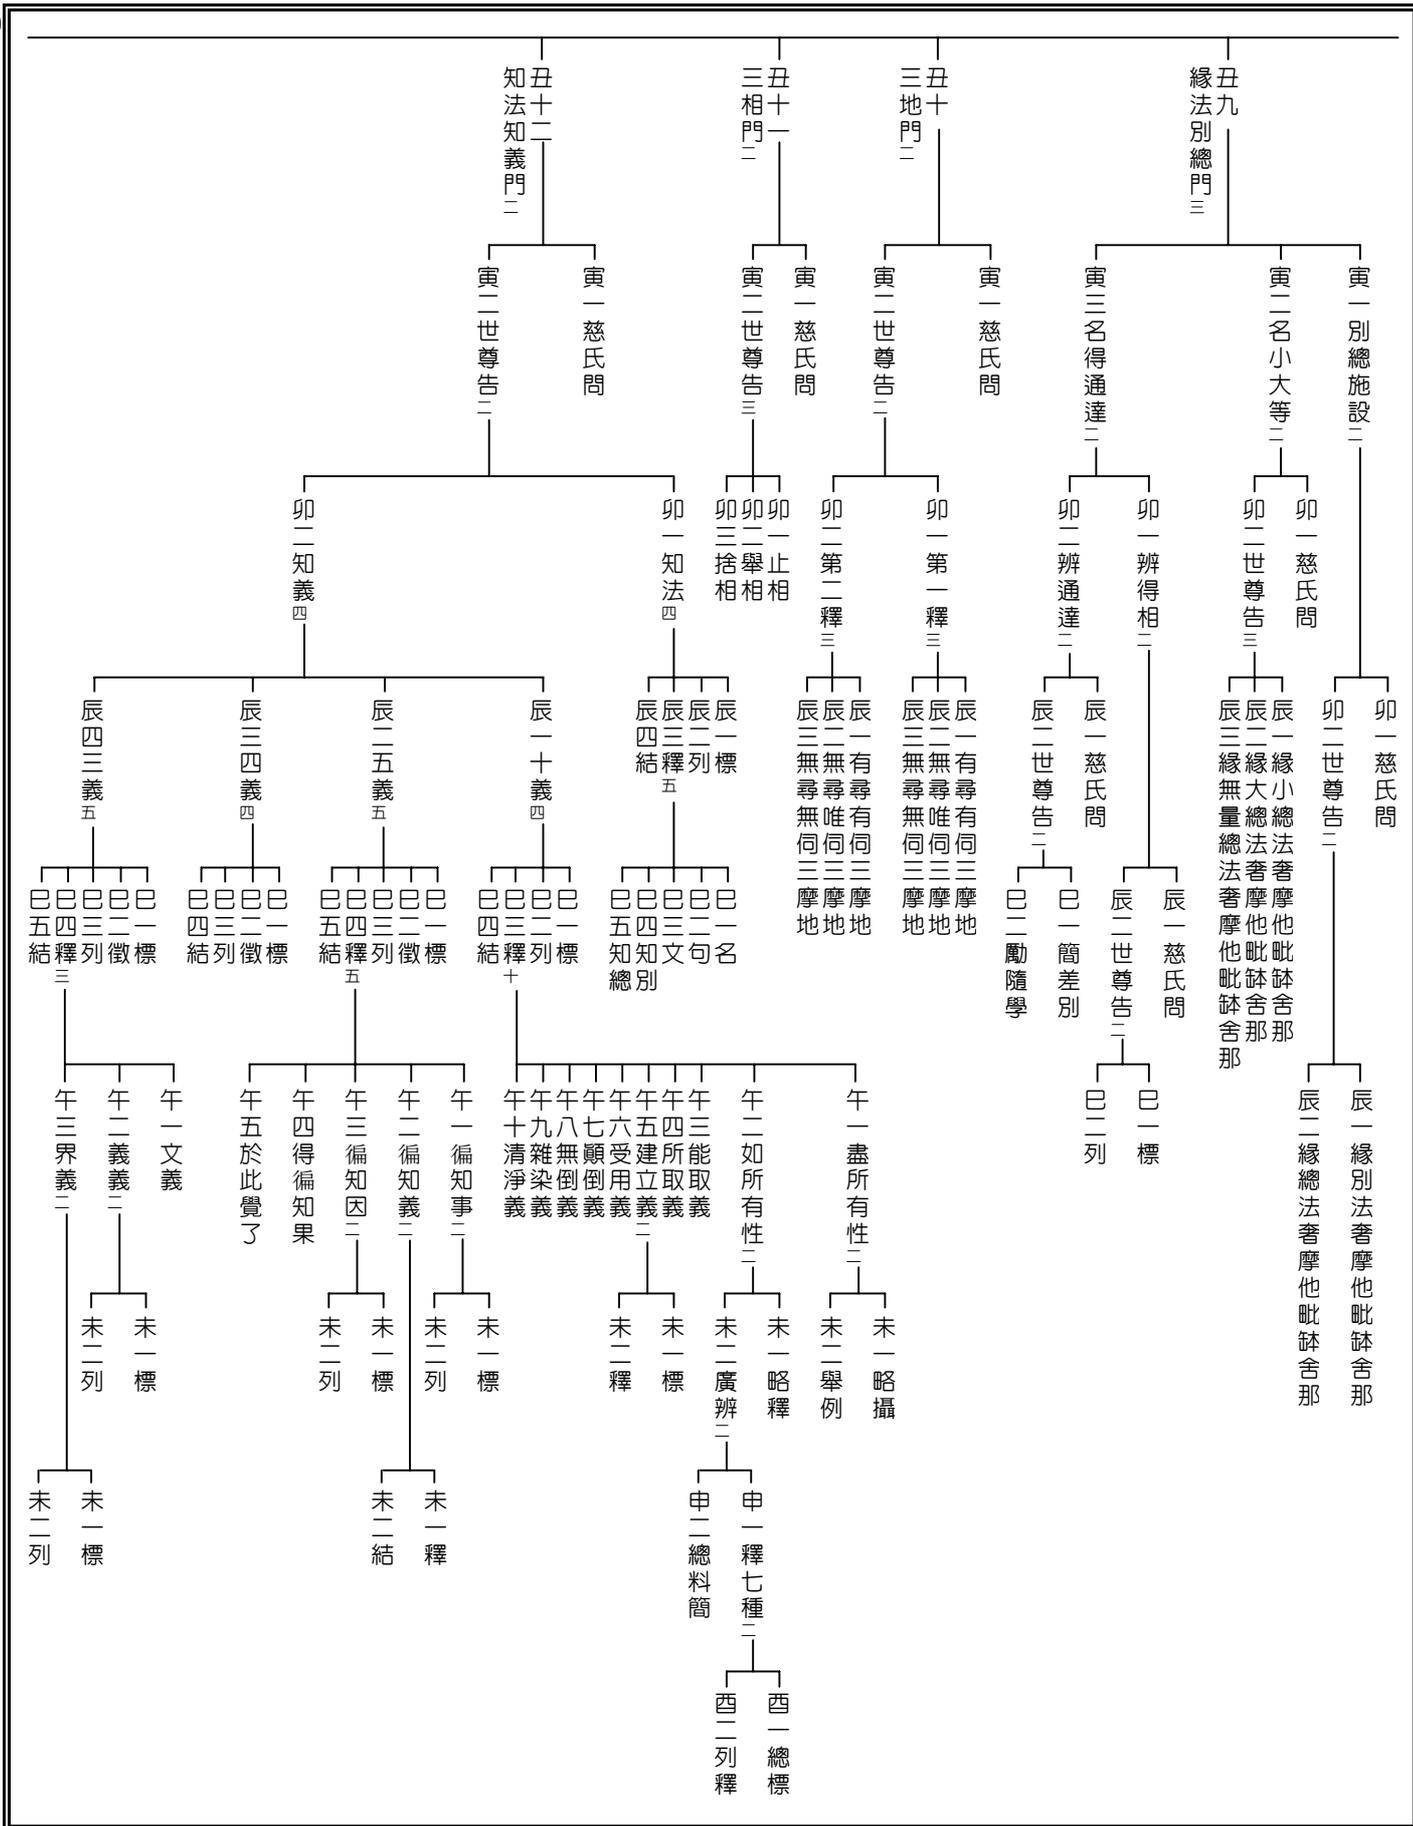 丑九
緣法別總門三
寅一別總施設二
卯一慈氏問
卯二世尊告二
辰一緣別法奢摩他毗缽舍那
辰二緣總法奢摩他毗缽舍那
寅二名小大等二
卯一慈氏問
卯二世尊告三
辰一緣小總法奢摩他毗缽舍那
辰二緣大總法奢摩他毗缽舍那
辰三緣無量總法奢摩他毗缽舍那
寅三名得通達二
卯一辨得相二
辰一慈氏問
辰二世尊告二
巳一標
巳二列
卯二辨通達二
辰一慈氏問
辰二世尊告二
巳一簡差別
巳二勵隨學
丑十
三地門二
寅一慈氏問
寅二世尊告二
卯一第一釋三
辰一有尋有伺三摩地
辰二無尋唯伺三摩地
辰三無尋無伺三摩地
卯二第二釋三
辰一有尋有伺三摩地
辰二無尋唯伺三摩地
辰三無尋無伺三摩地
丑十一
三相門二
寅一慈氏問
寅二世尊告三
卯一止相
卯二舉相
卯三捨相
丑十二
知法知義門二
寅一慈氏問
寅二世尊告二
卯一知法四
辰一標
辰二列
辰三釋五
巳一名
巳二句
巳三文
巳四知別
巳五知總
辰四結
卯二知義四
辰一十義四
巳一標
巳二列
巳三釋十
午一盡所有性二
未一略攝
未二舉例
午二如所有性二
未一略釋
未二廣辨二
申一釋七種二
酉一總標
酉二列釋
申二總料簡
午三能取義
午四所取義
午五建立義二
未一標
未二釋
午六受用義
午七顚倒義
午八無倒義
午九雜染義
午十清淨義
巳四結
辰二五義五
巳一標
巳二徵
巳三列
巳四釋五
午一徧知事二
未一標
未二列
午二徧知義二
未一釋
未二結
午三徧知因二
未一標
未二列
午四得徧知果
午五於此覺了
巳五結
辰三四義四
巳一標
巳二徵
巳三列
巳四結
辰四三義五
巳一標
巳二徵
巳三列
巳四釋三
午一文義
午二義義二
未一標
未二列
午三界義二
未一標
未二列
巳五結